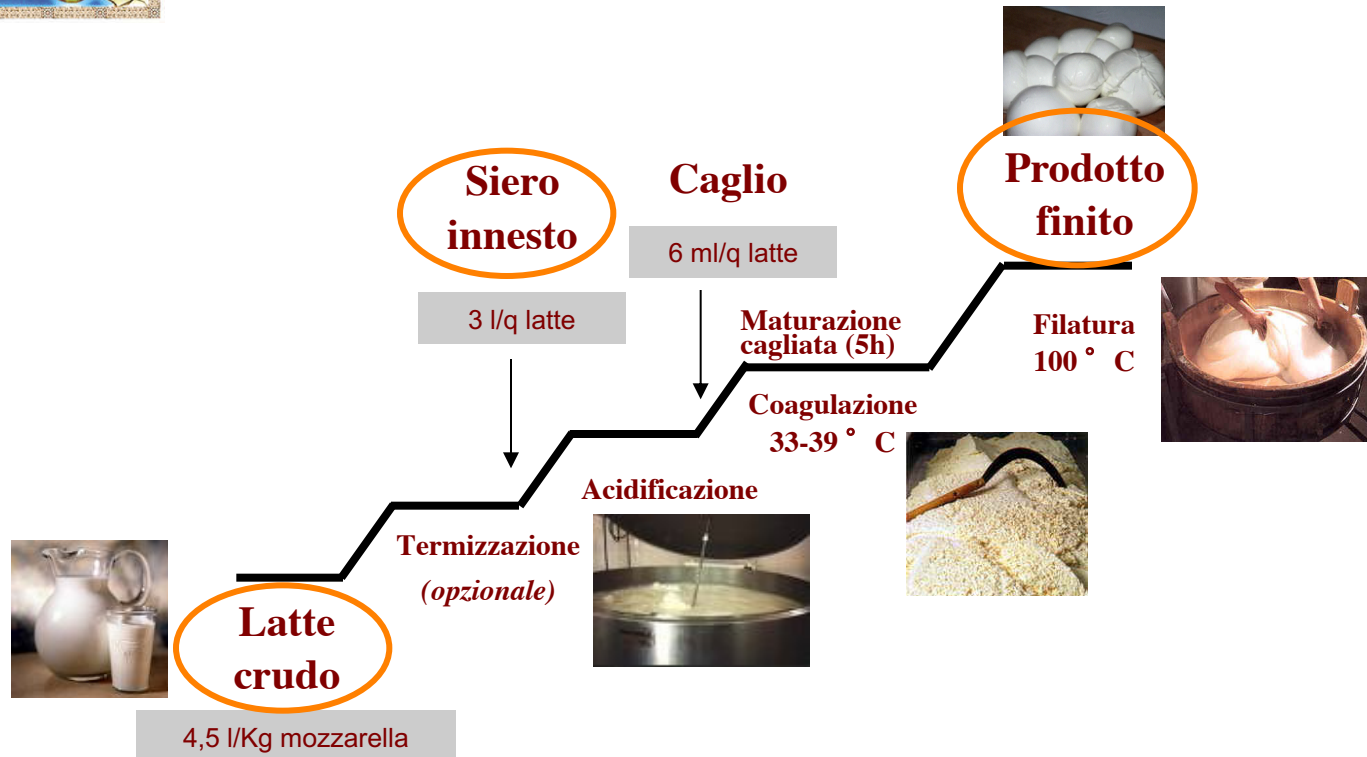 Siero
innesto
3 l/q latte
Caglio
6 ml/q latte
Prodotto
finito
Maturazione
cagliata (5h)
Filatura
100 ° C
Coagulazione
33-39 ° C
Acidificazione
Termizzazione
(opzionale)
Latte
crudo
4,5 l/Kg mozzarella